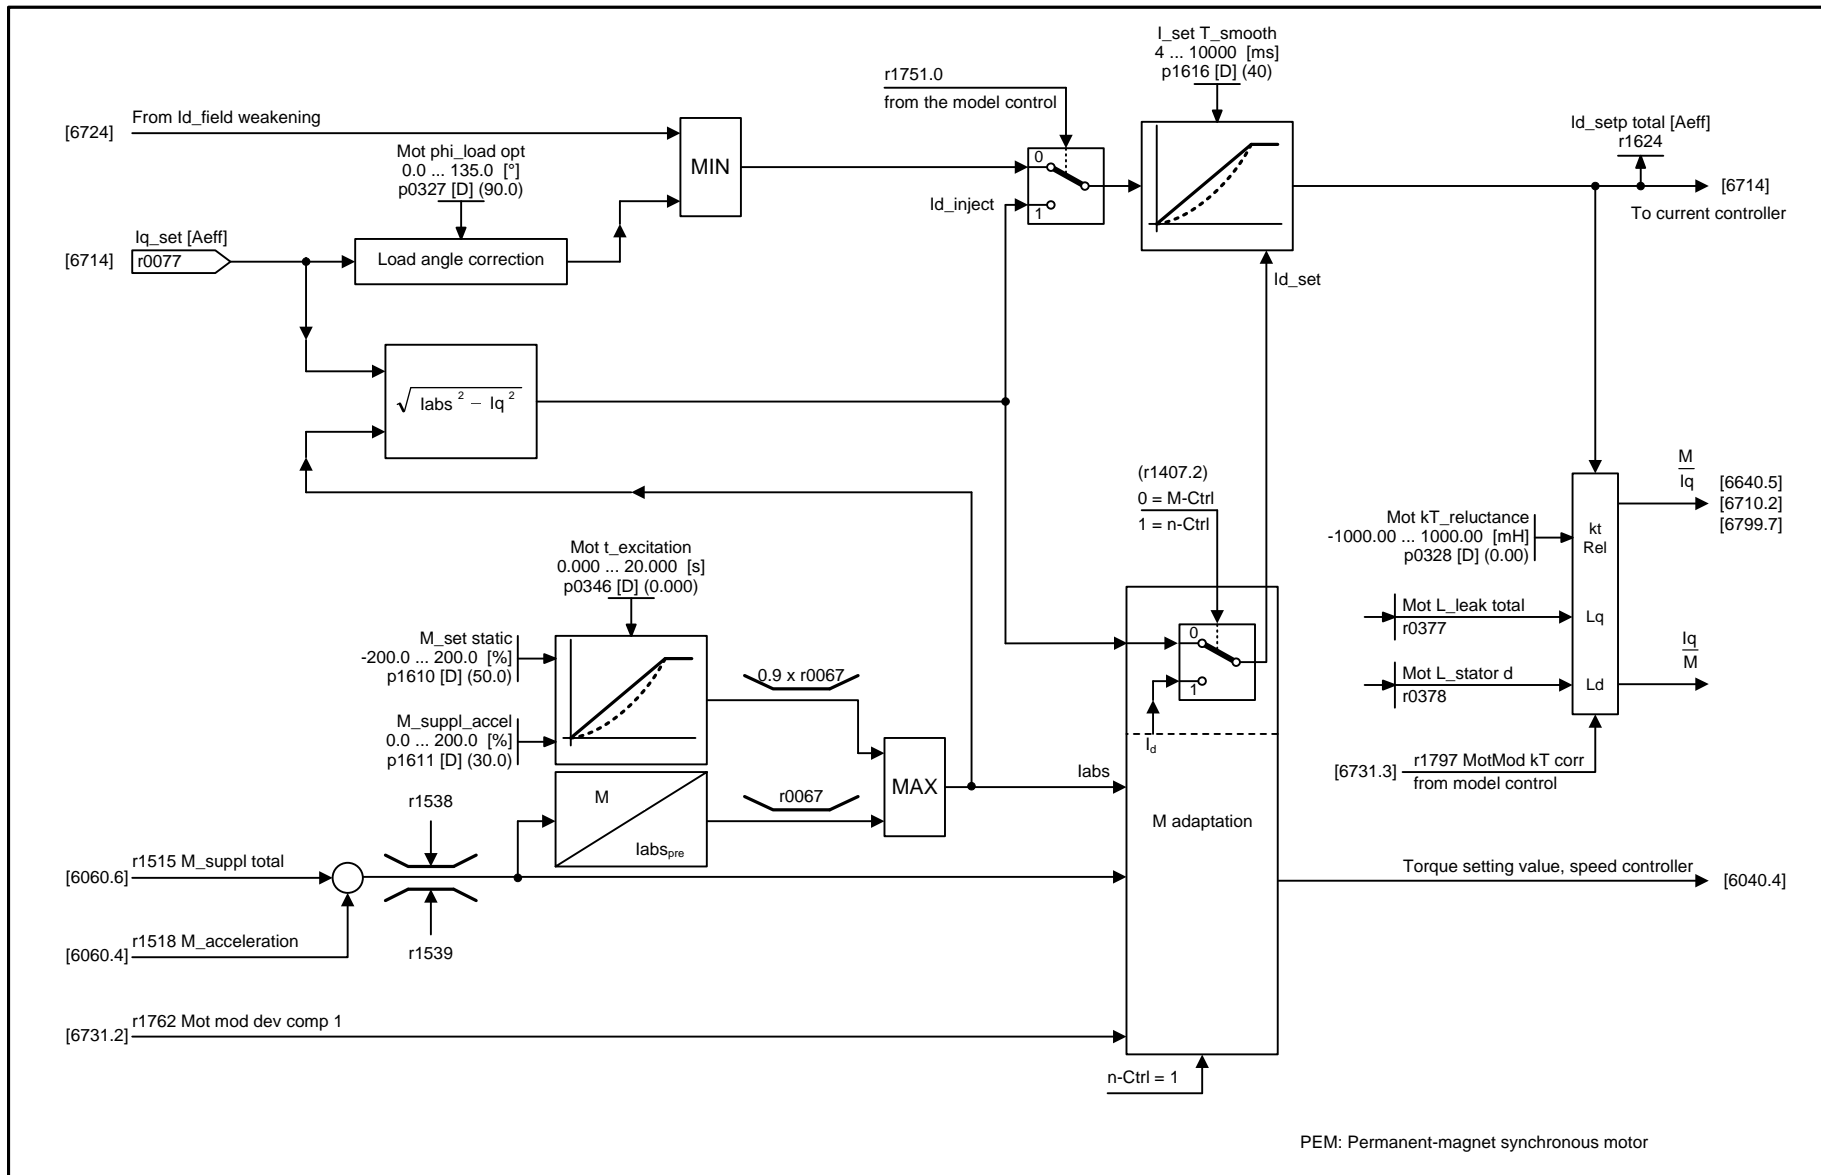 I_set T_smooth
4 ... 10000 [ms]
p1616 [D] (40)
r1751.0
from the model control
[6724]
From Id_field weakening
Mot phi_load opt
0.0 ... 135.0 [°]
p0327 [D] (90.0)
MIN
0
1
Id_inject
Id_setp total [Aeff]
r1624
[6714]
To current controller
Iq_set [Aeff]
[6714]
r0077
Load angle correction
Id_set
√ Iabs ² − Iq ²
(r1407.2)
0 = M-Ctrl
1 = n-Ctrl
M
Iq
[6640.5]
[6710.2]
[6799.7]
Mot kT_reluctance
-1000.00 ... 1000.00 [mH]
p0328 [D] (0.00)
kt
Rel
Mot t_excitation
0.000 ... 20.000 [s]
p0346 [D] (0.000)
Mot L_leak total
r0377
Lq
M_set static
-200.0 ... 200.0 [%]
p1610 [D] (50.0)
0.9 x r0067
0
1
Iq
M
Mot L_stator d
r0378
Ld
M_suppl_accel
0.0 ... 200.0 [%]
p1611 [D] (30.0)
Id
Iabs
MAX
[6731.3]
r1797 MotMod kT corr
from model control
r1538
M
Iabspre
r0067
M adaptation
[6060.6]
r1515 M_suppl total
Torque setting value, speed controller
[6040.4]
r1518 M_acceleration
[6060.4]
r1539
[6731.2]
r1762 Mot mod dev comp 1
n-Ctrl = 1
PEM: Permanent-magnet synchronous motor